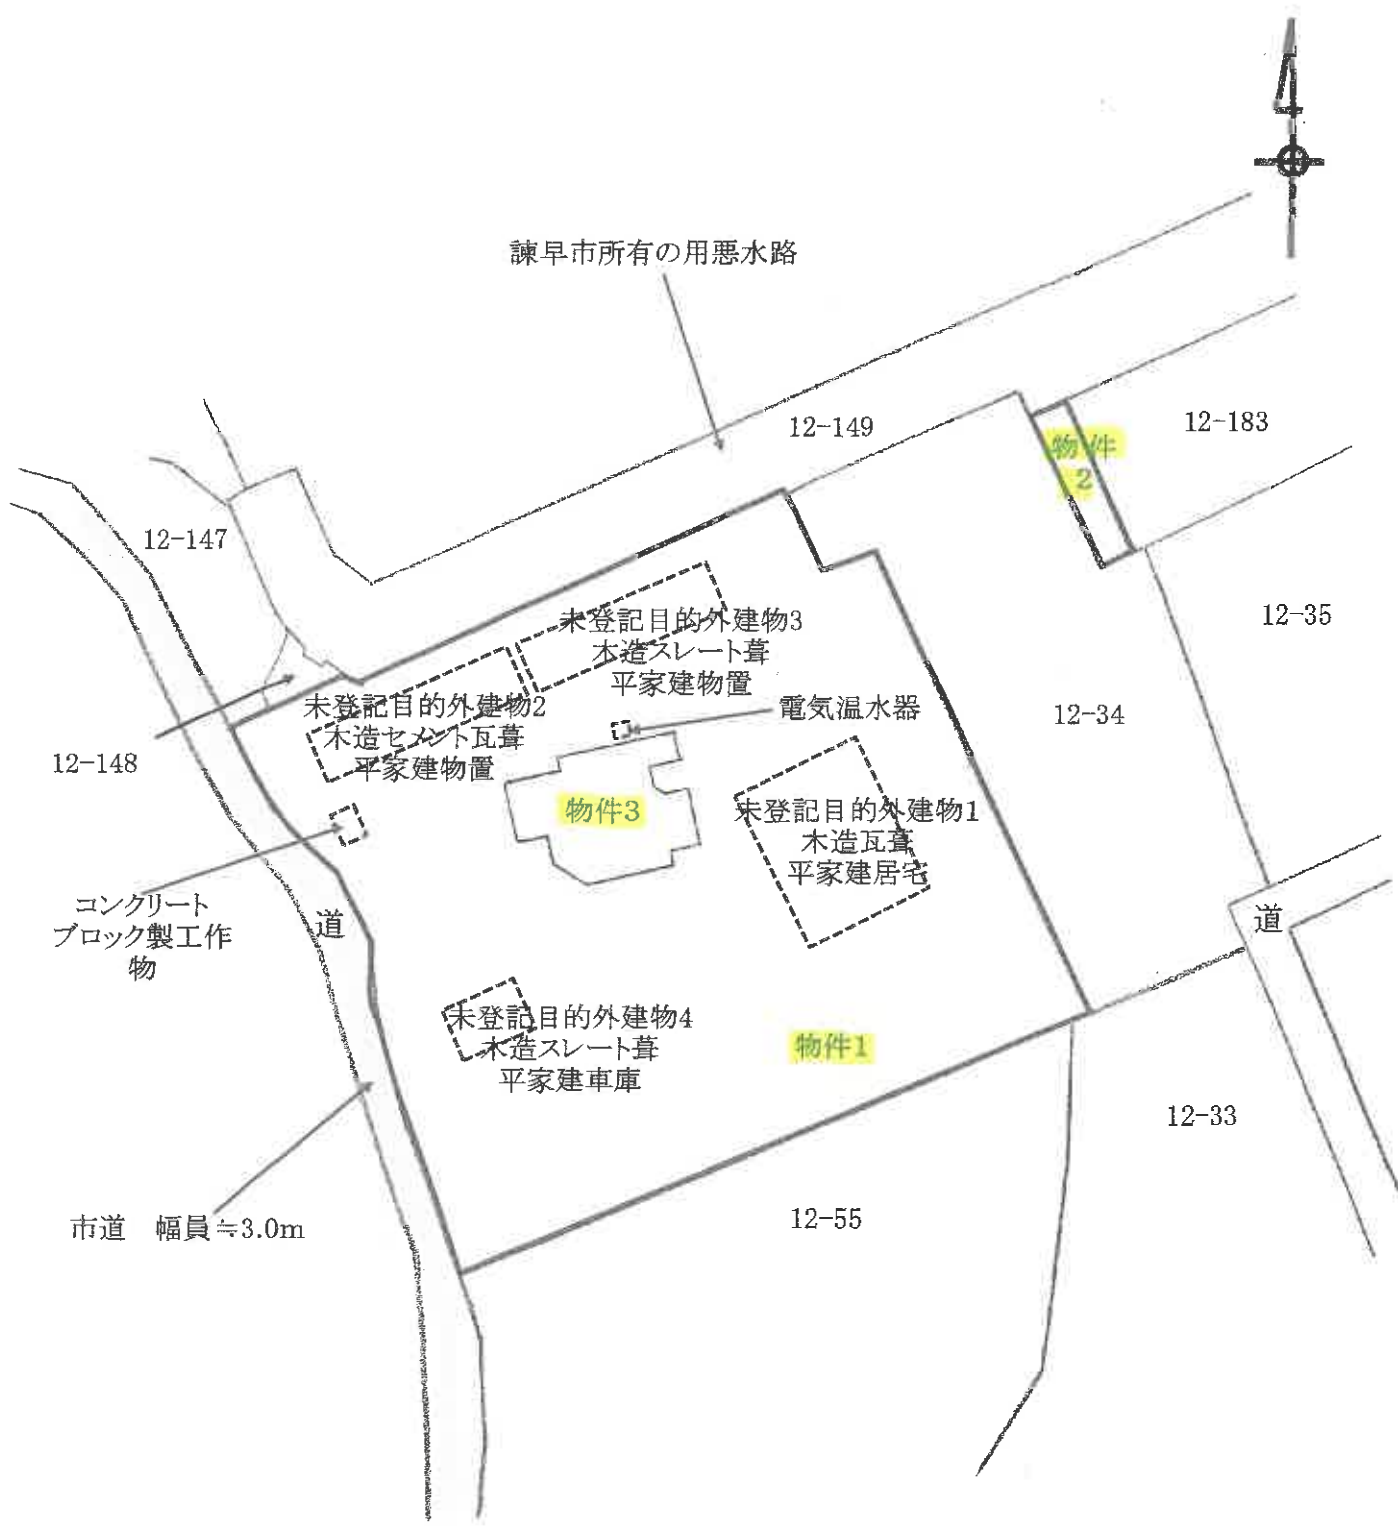 諫早市所有の用悪水路
12-149
12-183
物件
2
12-147
12-35
未登記目的外建物3
木造スレート葺
平家建物置
未登記目的外建物2
木造セメント瓦葺
平家建物置
電気温水器
12-34
12-148
物件3
未登記目的外建物1
木造瓦葺
平家建居宅
コンクリート
ブロック製工作
物
道
道
未登記目的外建物4
木造スレート葺
平家建車庫
物件1
12-33
市道 幅員≒3.0m
12-55